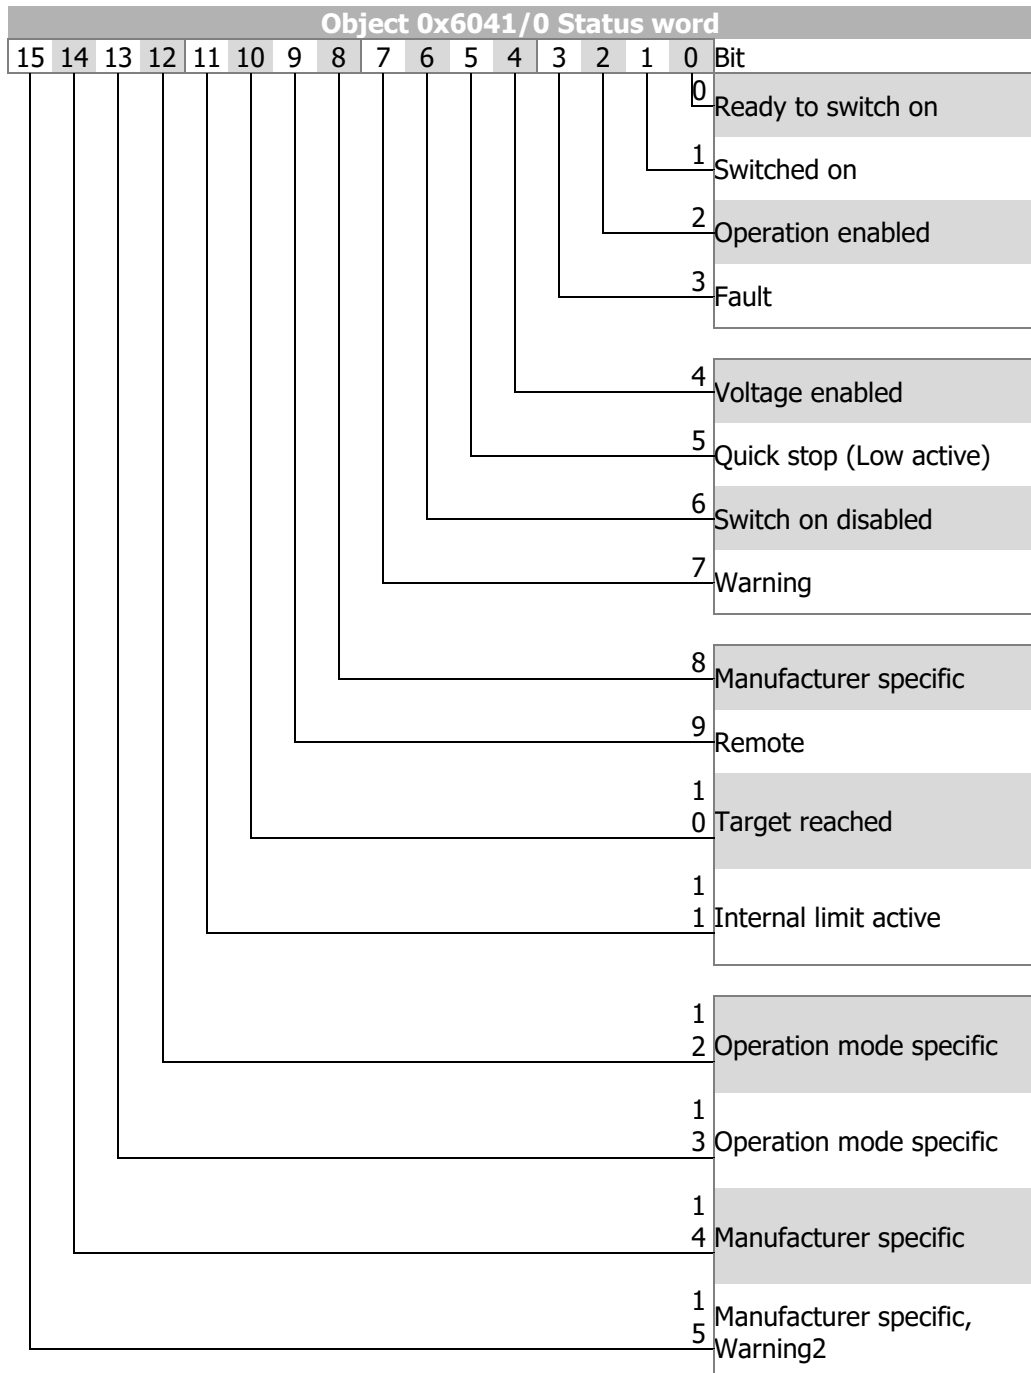 Object 0x6041/0 Status word
15 14 13 12 11 10 9 8 7 6 5 4 3 2 1 0 Bit
0 Ready to switch on
1 Switched on
2 Operation enabled
3 Fault
4 Voltage enabled
5 Quick stop (Low active)
6 Switch on disabled
7 Warning
8 Manufacturer specific
9 Remote
1
0 Target reached
1
1 Internal limit active
1
2 Operation mode specific
1
3 Operation mode specific
1
4 Manufacturer specific
1
5 Manufacturer specific,
Warning2